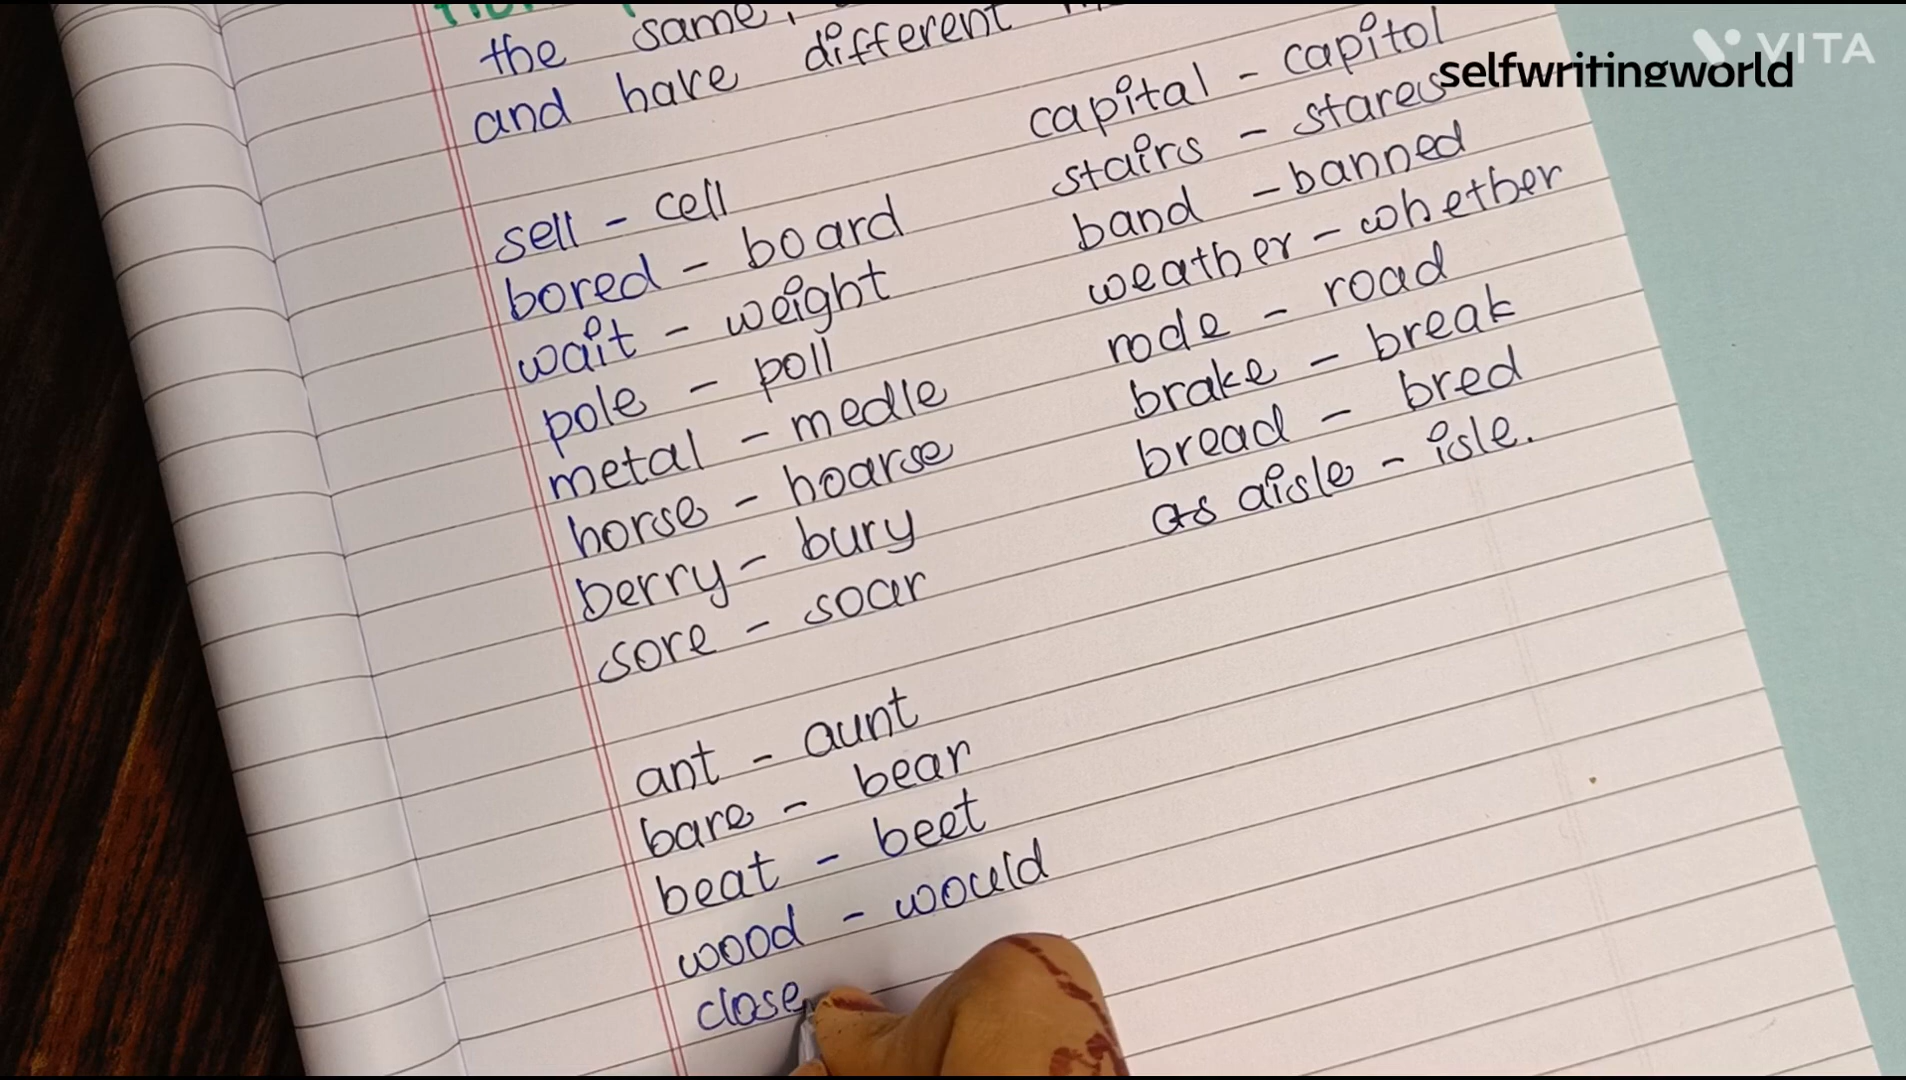 the same,
and have different
sell - cell
bored - board
wait - weight
pole - poll
metal - medle
horse - hoarse
berry - bury
sore - soar
ant - aunt
bare - bear
beat - beet
wood - would
close
capital - capitol
stairs - stares
band - banned
weather - whether
rode - road
brake - break
bread - bred
as aisle - isle.
VITA
selfwritingworld